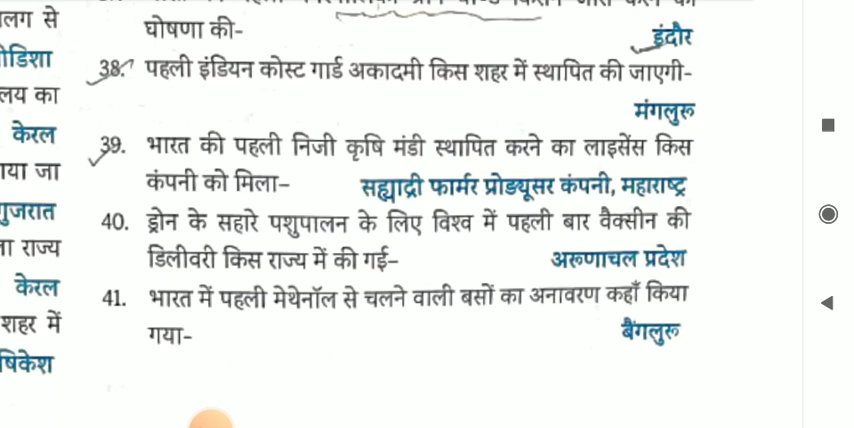 लग से
डिशा
लय का
केरल
गया जा
गुजरात
ना राज्य
केरल
शहर में
षिकेश
घोषणा की-
इंदौर
38. पहली इंडियन कोस्ट गार्ड अकादमी किस शहर में स्थापित की जाएगी-
मंगलुरू
39. भारत की पहली निजी कृषि मंडी स्थापित करने का लाइसेंस किस
कंपनी को मिला- सह्याद्री फार्मर प्रोड्यूसर कंपनी, महाराष्ट्र
40. ड्रोन के सहारे पशुपालन के लिए विश्व में पहली बार वैक्सीन की
डिलीवरी किस राज्य में की गई- अरूणाचल प्रदेश
41. भारत में पहली मेथेनॉल से चलने वाली बसों का अनावरण कहाँ किया
गया- बैंगलुरू